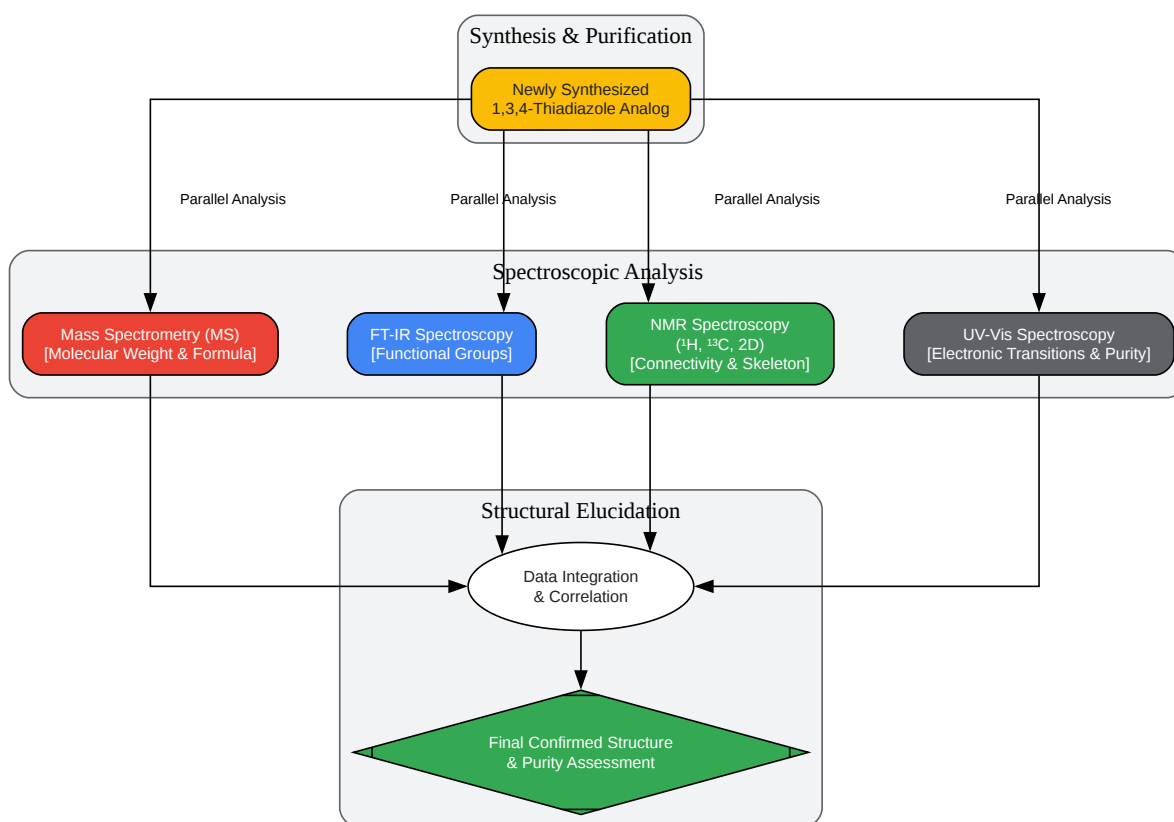 Synthesis & Purification
Newly Synthesized
1,3,4-Thiadiazole Analog
Parallel Analysis
Parallel Analysis
Parallel Analysis
Parallel Analysis
Spectroscopic Analysis
Mass Spectrometry (MS)
[Molecular Weight & Formula]
FT-IR Spectroscopy
[Functional Groups]
NMR Spectroscopy
(¹H, ¹³C, 2D)
[Connectivity & Skeleton]
UV-Vis Spectroscopy
[Electronic Transitions & Purity]
Structural Elucidation
Data Integration
& Correlation
Final Confirmed Structure
& Purity Assessment